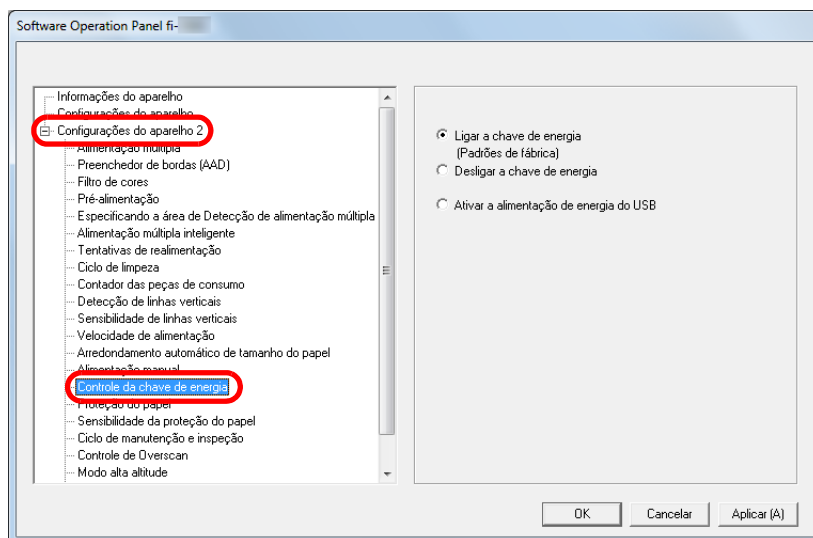 Software Operation Panel fi-
Informações do aparelho
Configurações do aparelho
Configurações do aparelho 2
Alimentação múltipla
Preenchedor de bordas (AAD)
Filtro de cores
Pré-alimentação
Especificando a área de Detecção de alimentação múltipla
Alimentação múltipla inteligente
Tentativas de realimentação
Ciclo de limpeza
Contador das peças de consumo
Detecção de linhas verticais
Sensibilidade de linhas verticais
Velocidade de alimentação
Arredondamento automático de tamanho do papel
Alimentação manual
Controle da chave de energia
Proteção do papel
Sensibilidade da proteção do papel
Ciclo de manutenção e inspeção
Controle de Overscan
Modo alta altitude
Ligar a chave de energia
(Padrões de fábrica)
Desligar a chave de energia
Ativar a alimentação de energia do USB
OK Cancelar Aplicar (A)